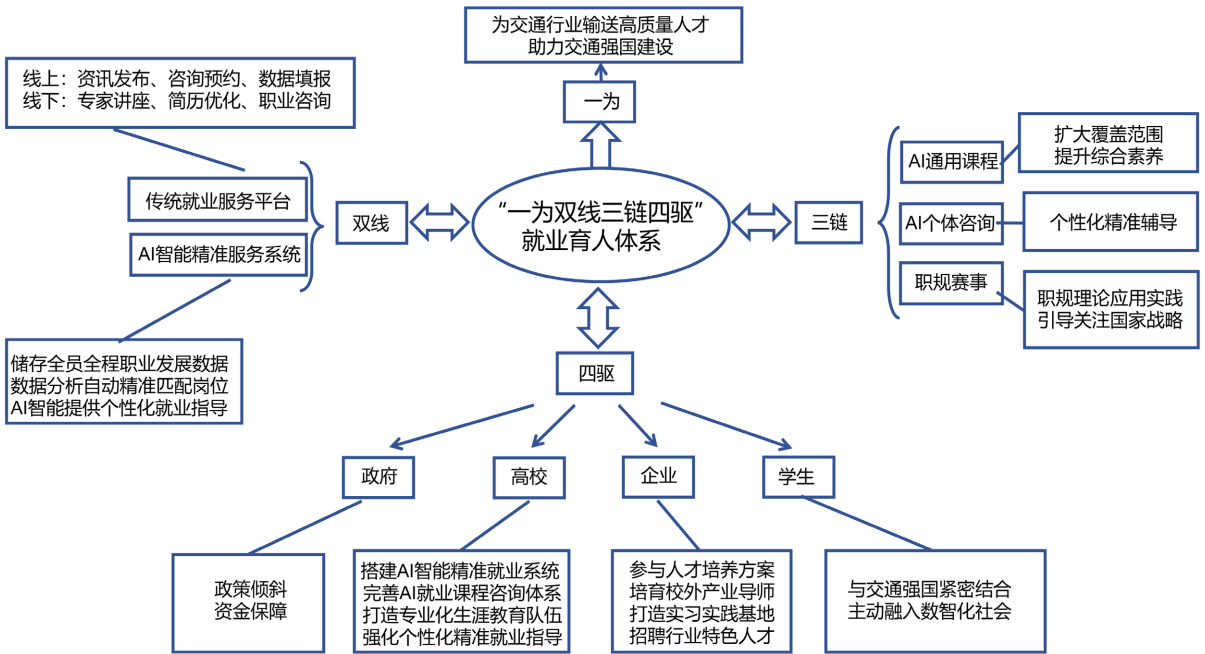 为交通行业输送高质量人才
助力交通强国建设
一为
线上：资讯发布、咨询预约、数据填报
线下：专家讲座、简历优化、职业咨询
传统就业服务平台
AI智能精准服务系统
储存全员全程职业发展数据
数据分析自动精准匹配岗位
AI智能提供个性化就业指导
双线
“一为双线三链四驱”
就业育人体系
三链
AI通用课程
扩大覆盖范围
提升综合素养
AI个体咨询
个性化精准辅导
职规赛事
职规理论应用实践
引导关注国家战略
四驱
政府
高校
企业
学生
政策倾斜
资金保障
搭建AI智能精准就业系统
完善AI就业课程咨询体系
打造专业化生涯教育队伍
强化个性化精准就业指导
参与人才培养方案
培育校外产业导师
打造实习实践基地
招聘行业特色人才
与交通强国紧密结合
主动融入数智化社会